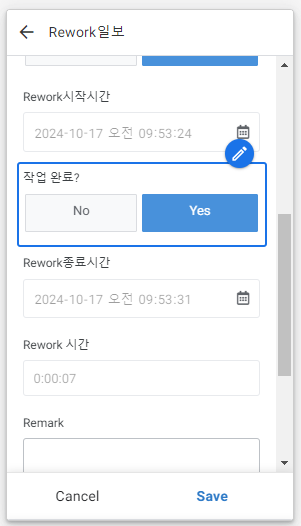 Rework일보
Rework시작시간
2024-10-17 오전 09:53:24
작업 완료?
No Yes
Rework종료시간
2024-10-17 오전 09:53:31
Rework 시간
0:00:07
Remark
Cancel Save